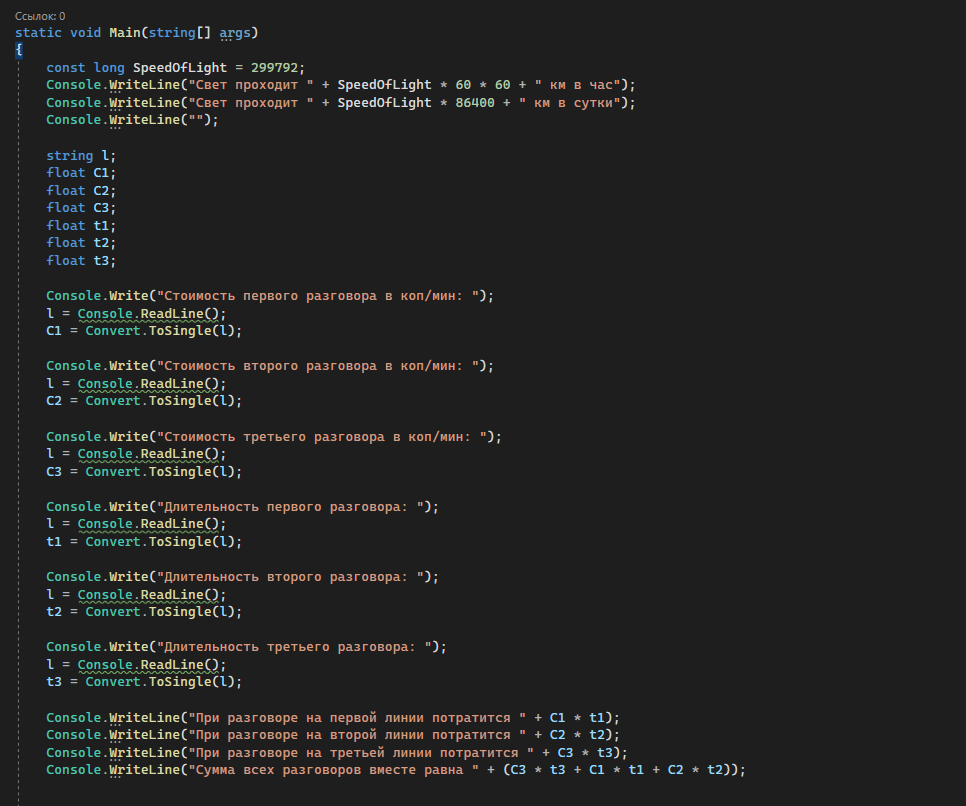 Ссылок: 0
static void Main(string[] args)
{
const long SpeedOfLight = 299792;
Console.WriteLine("Свет проходит " + SpeedOfLight * 60 * 60 + " км в час");
Console.WriteLine("Свет проходит " + SpeedOfLight * 86400 + " км в сутки");
Console.WriteLine("");
string l;
float C1;
float C2;
float C3;
float t1;
float t2;
float t3;
Console.Write("Стоимость первого разговора в коп/мин: ");
l = Console.ReadLine();
C1 = Convert.ToSingle(l);
Console.Write("Стоимость второго разговора в коп/мин: ");
l = Console.ReadLine();
C2 = Convert.ToSingle(l);
Console.Write("Стоимость третьего разговора в коп/мин: ");
l = Console.ReadLine();
C3 = Convert.ToSingle(l);
Console.Write("Длительность первого разговора: ");
l = Console.ReadLine();
t1 = Convert.ToSingle(l);
Console.Write("Длительность второго разговора: ");
l = Console.ReadLine();
t2 = Convert.ToSingle(l);
Console.Write("Длительность третьего разговора: ");
l = Console.ReadLine();
t3 = Convert.ToSingle(l);
Console.WriteLine("При разговоре на первой линии потратится " + C1 * t1);
Console.WriteLine("При разговоре на второй линии потратится " + C2 * t2);
Console.WriteLine("При разговоре на третьей линии потратится " + C3 * t3);
Console.WriteLine("Сумма всех разговоров вместе равна " + (C3 * t3 + C1 * t1 + C2 * t2));